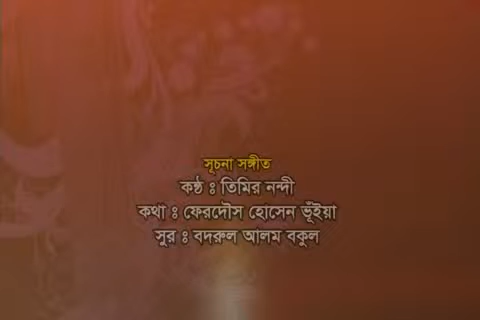 সূচনা সঙ্গীত
কণ্ঠ ঃ তিমির নন্দী
কথা ঃ ফেরদৌস হোসেন ভূঁইয়া
সুর ঃ বদরুল আলম বকুল